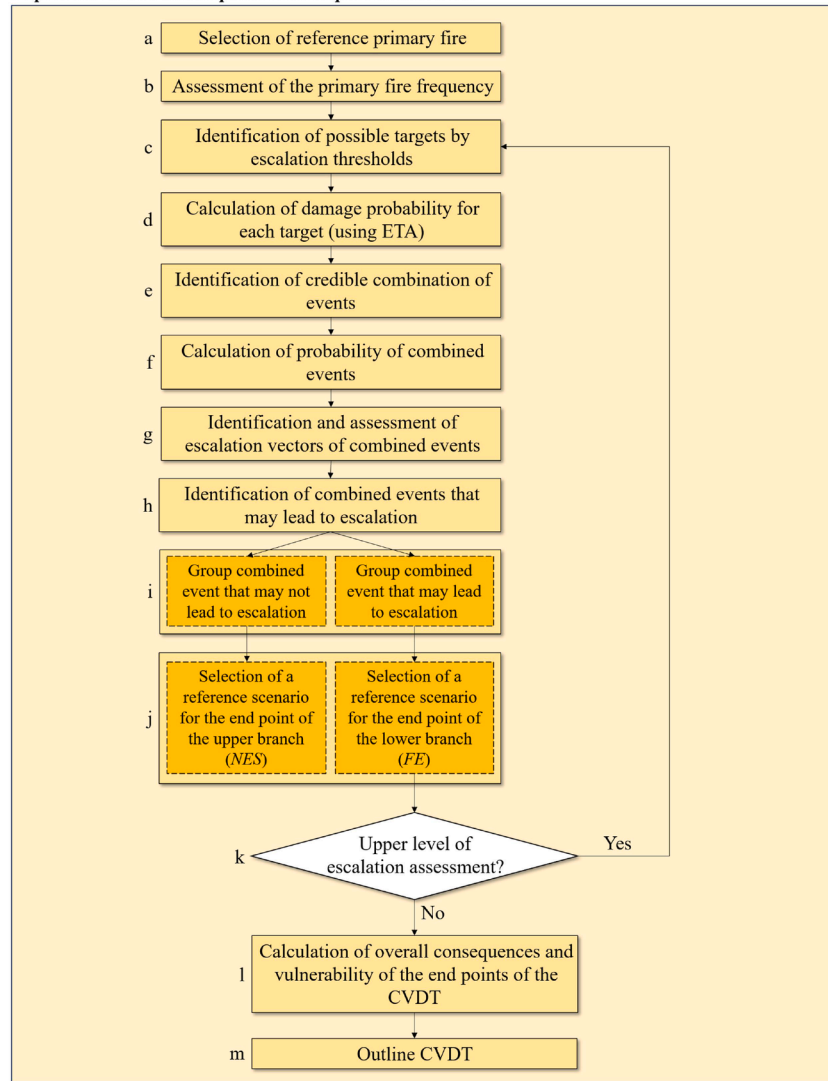 a
Selection of reference primary fire
b
Assessment of the primary fire frequency
c
Identification of possible targets by
escalation thresholds
d
Calculation of damage probability for
each target (using ETA)
e
Identification of credible combination of
events
f
Calculation of probability of combined
events
g
Identification and assessment of
escalation vectors of combined events
h
Identification of combined events that
may lead to escalation
i
Group combined
event that may not
lead to escalation
Group combined
event that may lead
to escalation
j
Selection of a
reference scenario
for the end point of
the upper branch
(NES)
Selection of a
reference scenario
for the end point of
the lower branch
(FE)
k
Upper level of
escalation assessment?
Yes
No
l
Calculation of overall consequences and
vulnerability of the end points of the
CVDT
m
Outline CVDT